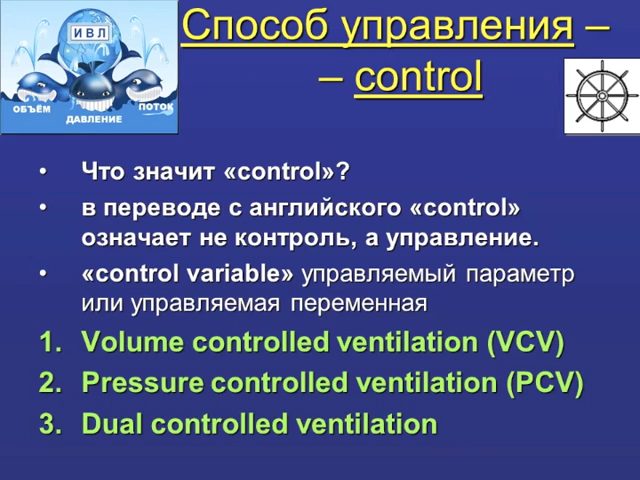 Способ управления –
– control
ИВЛ
ОБЪЁМ
ДАВЛЕНИЕ
ПОТОК
• Что значит «control»?
• в переводе с английского «control»
означает не контроль, а управление.
• «control variable» управляемый параметр
или управляемая переменная
1. Volume controlled ventilation (VCV)
2. Pressure controlled ventilation (PCV)
3. Dual controlled ventilation